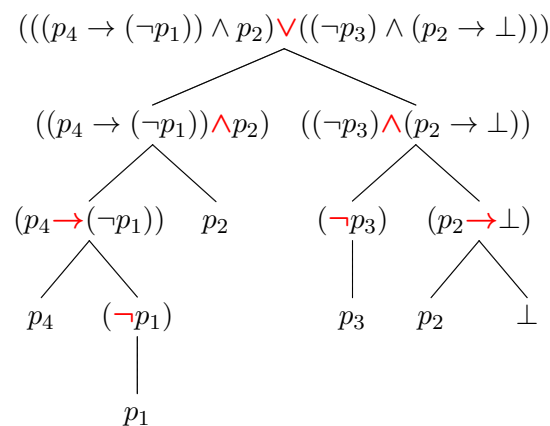 (((p₄ → (¬p₁)) ∧ p₂)∨((¬p₃) ∧ (p₂ → ⊥)))
((p₄ → (¬p₁))∧p₂) ((¬p₃)∧(p₂ → ⊥))
(p₄→(¬p₁)) p₂ (¬p₃) (p₂→⊥)
p₄ (¬p₁) p₃ p₂ ⊥
p₁